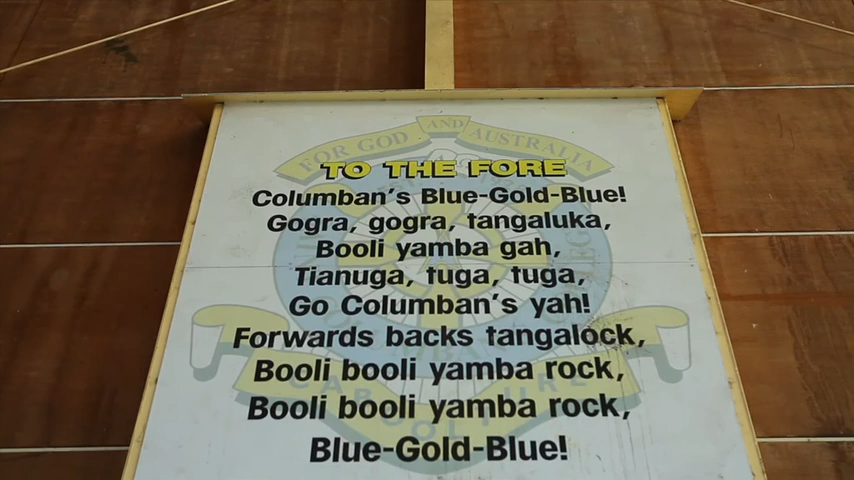 FOR GOD AND AUSTRALIA
TO THE FORE
Columban's Blue-Gold-Blue!
Gogra, gogra, tangaluka,
Booli yamba gah,
Tianuga, tuga, tuga,
Go Columban's yah!
Forwards backs tangalock,
Booli booli yamba rock,
Booli booli yamba rock,
Blue-Gold-Blue!